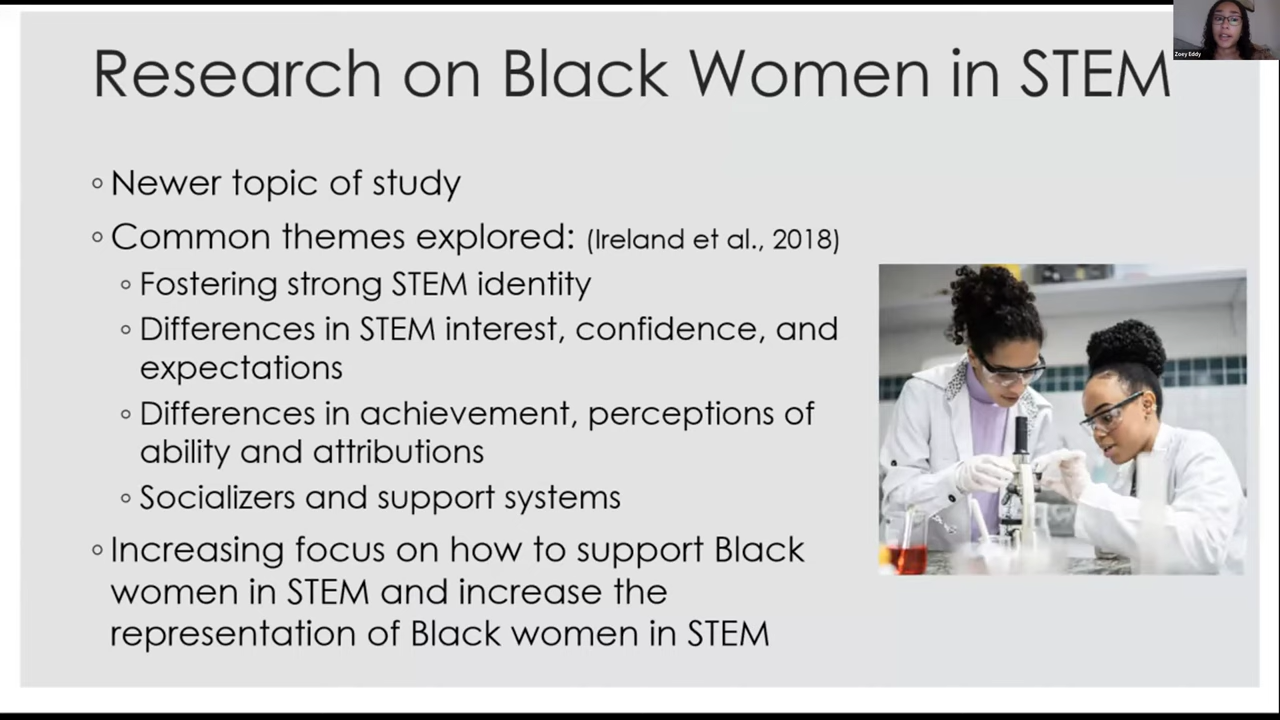 Research on Black Women in STEM
Zoey Eddy
◦ Newer topic of study
◦ Common themes explored: (Ireland et al., 2018)
◦ Fostering strong STEM identity
◦ Differences in STEM interest, confidence, and
expectations
◦ Differences in achievement, perceptions of
ability and attributions
◦ Socializers and support systems
◦ Increasing focus on how to support Black
women in STEM and increase the
representation of Black women in STEM